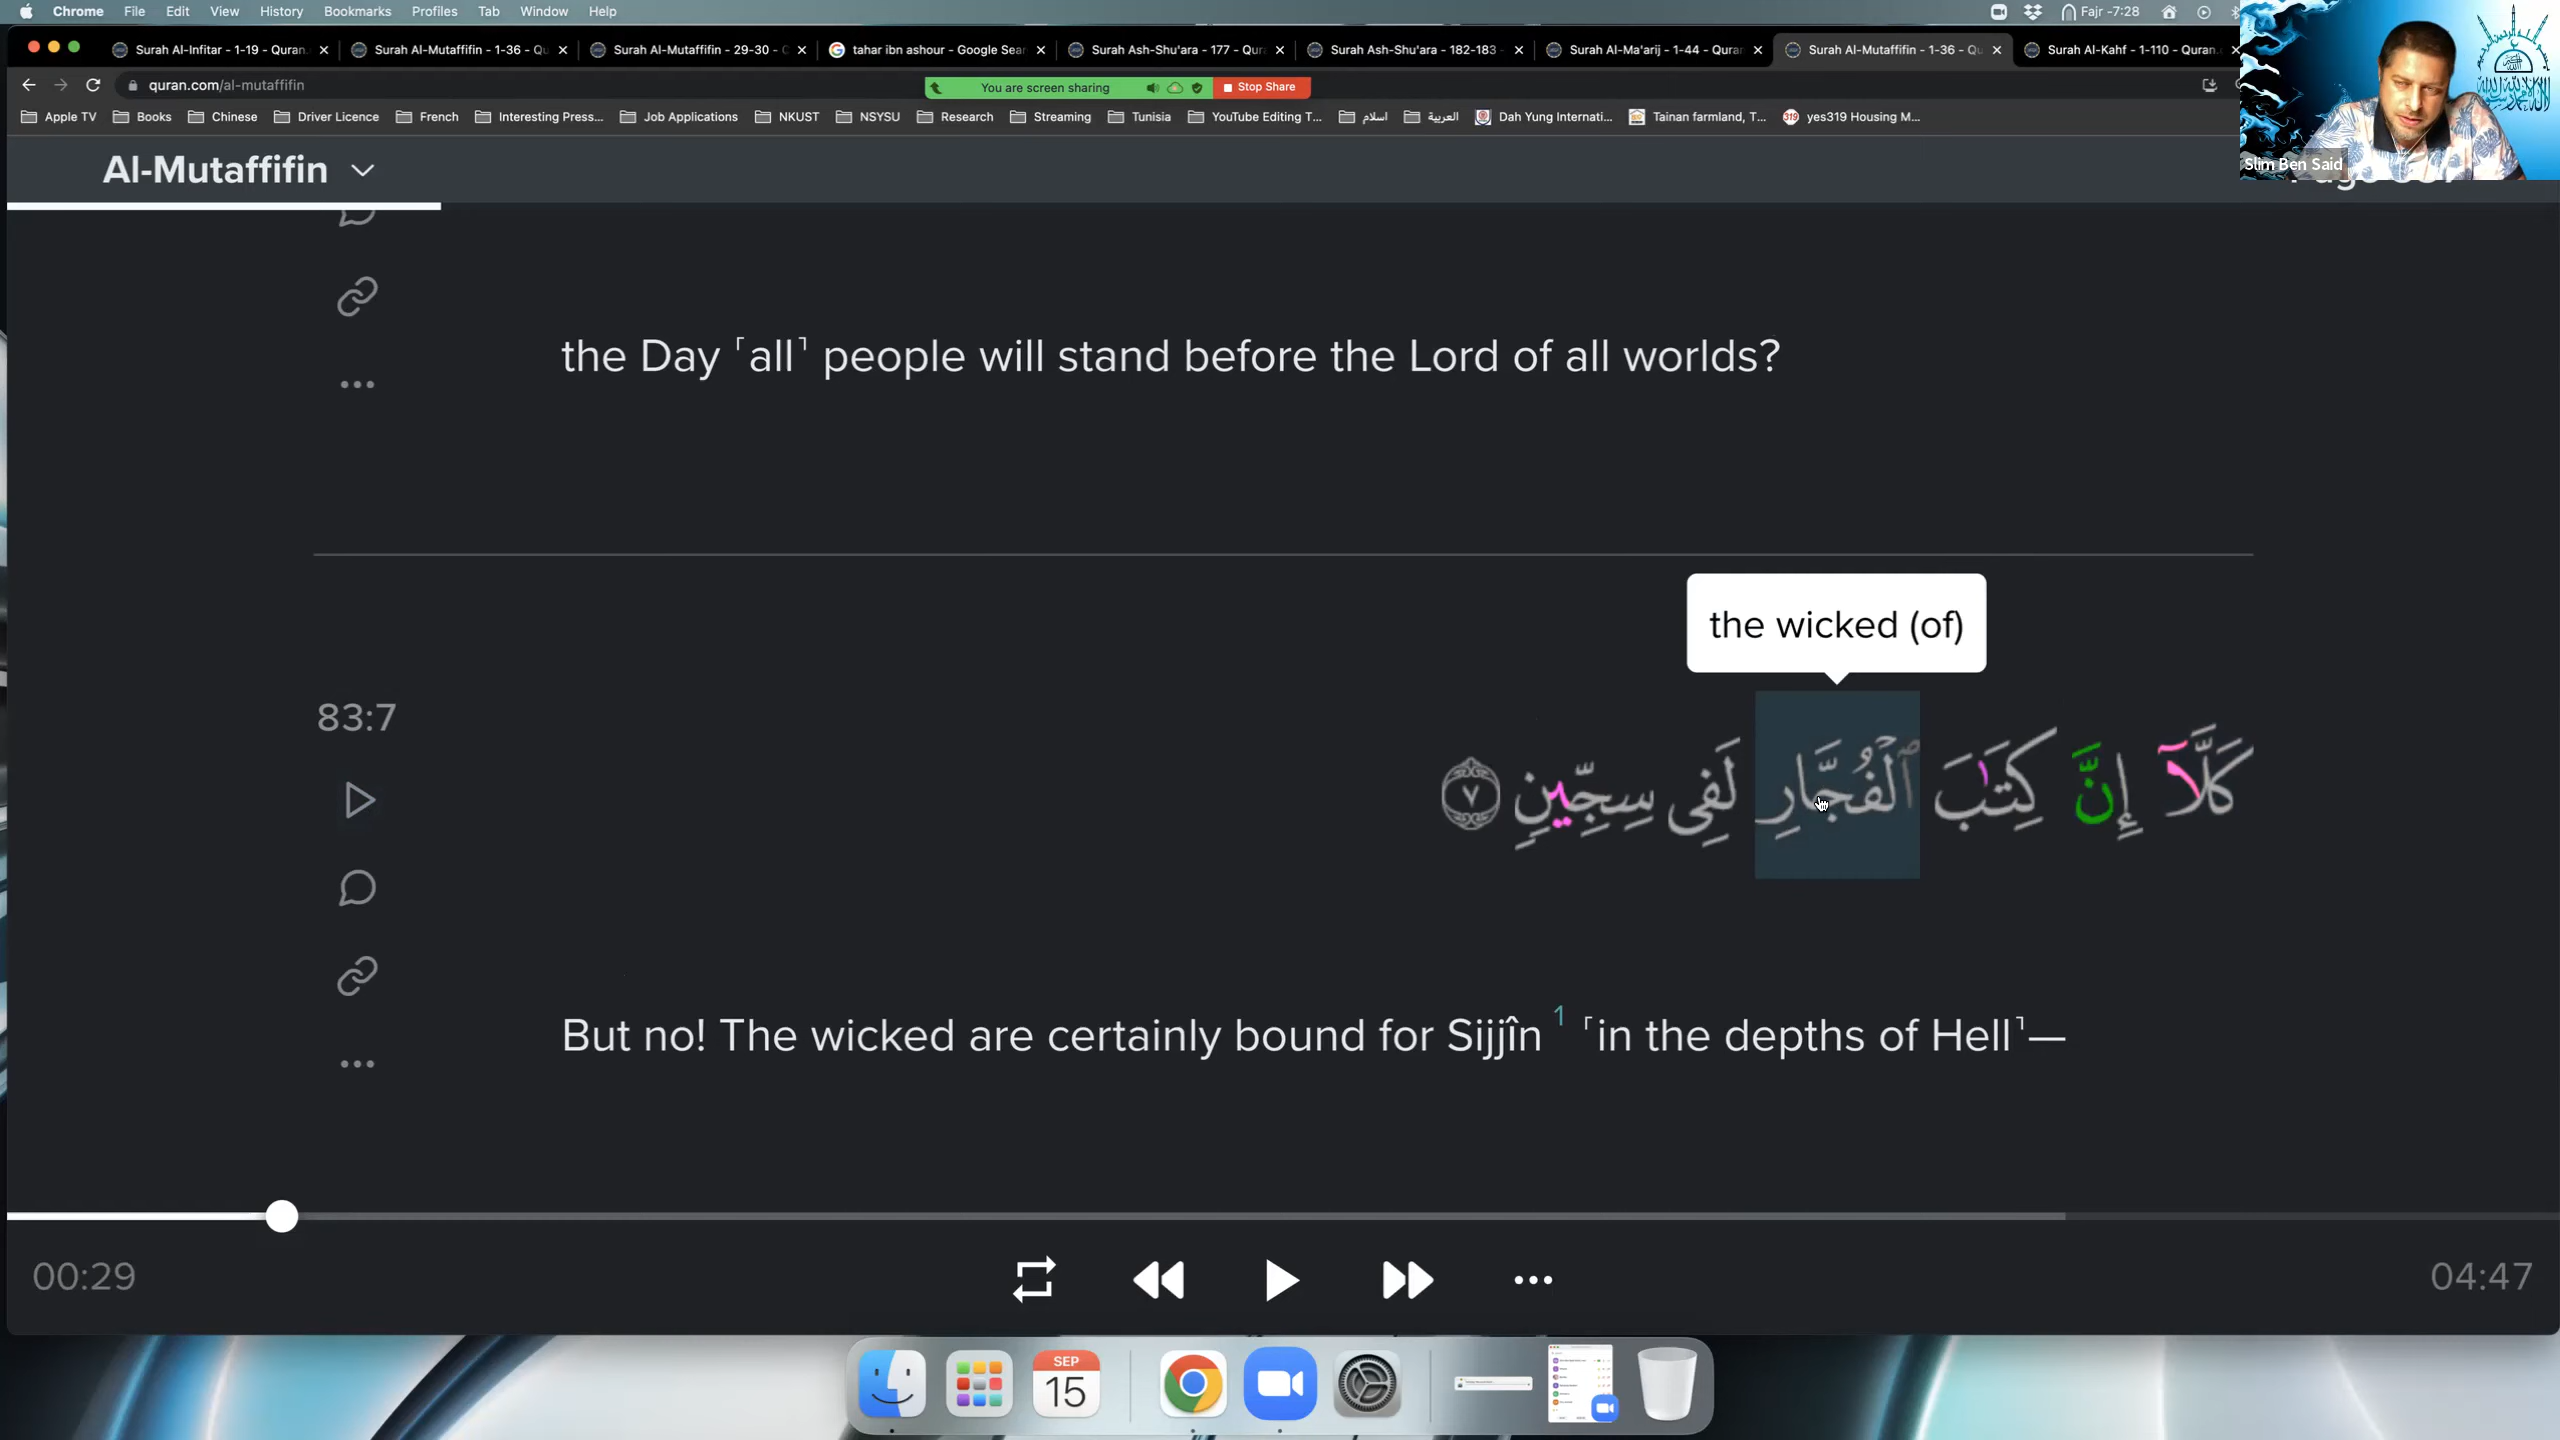 Chrome File Edit View History Bookmarks Profiles Tab Window Help Fajr -7:28
Surah Al-Infitar - 1-19 - Quran. Surah Al-Mutaffifin - 1-36 - Qu Surah Al-Mutaffifin - 29-30 - tahar ibn ashour - Google Sear Surah Ash-Shu'ara - 177 - Qur Surah Ash-Shu'ara - 182-183 - Surah Al-Ma'arij - 1-44 - Quran Surah Al-Mutaffifin - 1-36 - Qu Surah Al-Kahf - 1-110 - Quran.
quran.com/al-mutaffifin You are screen sharing Stop Share
Apple TV Books Chinese Driver Licence French Interesting Press... Job Applications NKUST NSYSU Research Streaming Tunisia YouTube Editing T... اسلام العربية Dah Yung Internati... Tainan farmland, T... yes319 Housing M...
Slim Ben Said
Al-Mutaffifin
the Day ⸢all⸣ people will stand before the Lord of all worlds?
the wicked (of)
83:7
كَلَّآ إِنَّ كِتَٰبَ ٱلْفُجَّارِ لَفِى سِجِّينٍ ٧
But no! The wicked are certainly bound for Sijjîn 1 ⸢in the depths of Hell⸣—
00:29 04:47
SEP
15